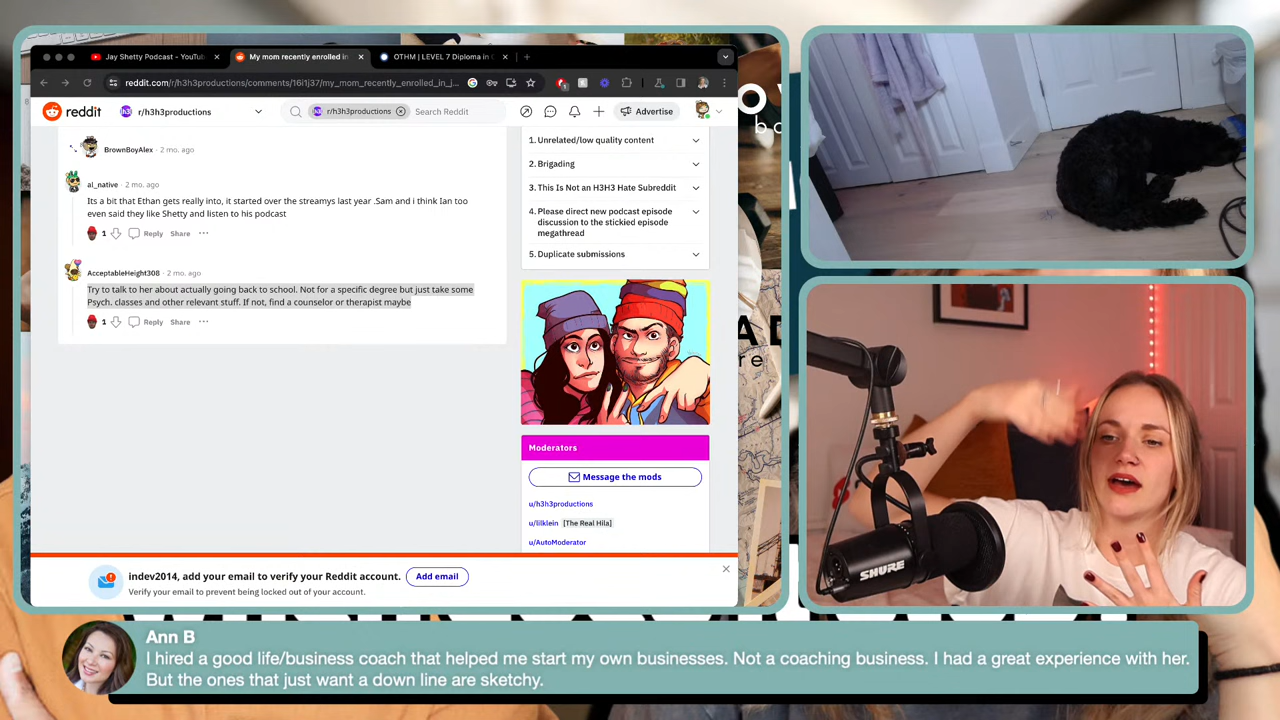 Jay Shetty Podcast - YouTu
My mom recently enrolled in
OTHM | LEVEL 7 Diploma in
reddit.com/r/h3h3productions/comments/16i1j37/my_mom_recently_enrolled_in_j...
reddit
r/h3h3productions
r/h3h3productions
Search Reddit
Advertise
BrownBoyAlex · 2 mo. ago
al_native · 2 mo. ago
Its a bit that Ethan gets really into, it started over the streamys last year .Sam and i think Ian too
even said they like Shetty and listen to his podcast
1 Reply Share ...
AcceptableHeight308 · 2 mo. ago
Try to talk to her about actually going back to school. Not for a specific degree but just take some
Psych. classes and other relevant stuff. If not, find a counselor or therapist maybe
1 Reply Share ...
1. Unrelated/low quality content
2. Brigading
3. This Is Not an H3H3 Hate Subreddit
4. Please direct new podcast episode
discussion to the stickied episode
megathread
5. Duplicate submissions
Moderators
Message the mods
u/h3h3productions
u/lilklein [The Real Hila]
u/AutoModerator
indev2014, add your email to verify your Reddit account.
Add email
Verify your email to prevent being locked out of your account.
SHURE
Ann B
I hired a good life/business coach that helped me start my own businesses. Not a coaching business. I had a great experience with her.
But the ones that just want a down line are sketchy.